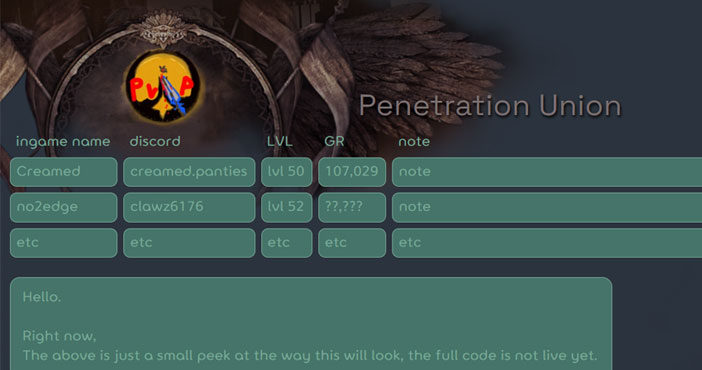 PvP
Penetration Union
ingame name discord LVL GR note
Creamed creamed.panties lvl 50 107,029 note
no2edge clawz6176 lvl 52 ??,??? note
etc etc etc etc etc
Hello.
Right now,
The above is just a small peek at the way this will look, the full code is not live yet.